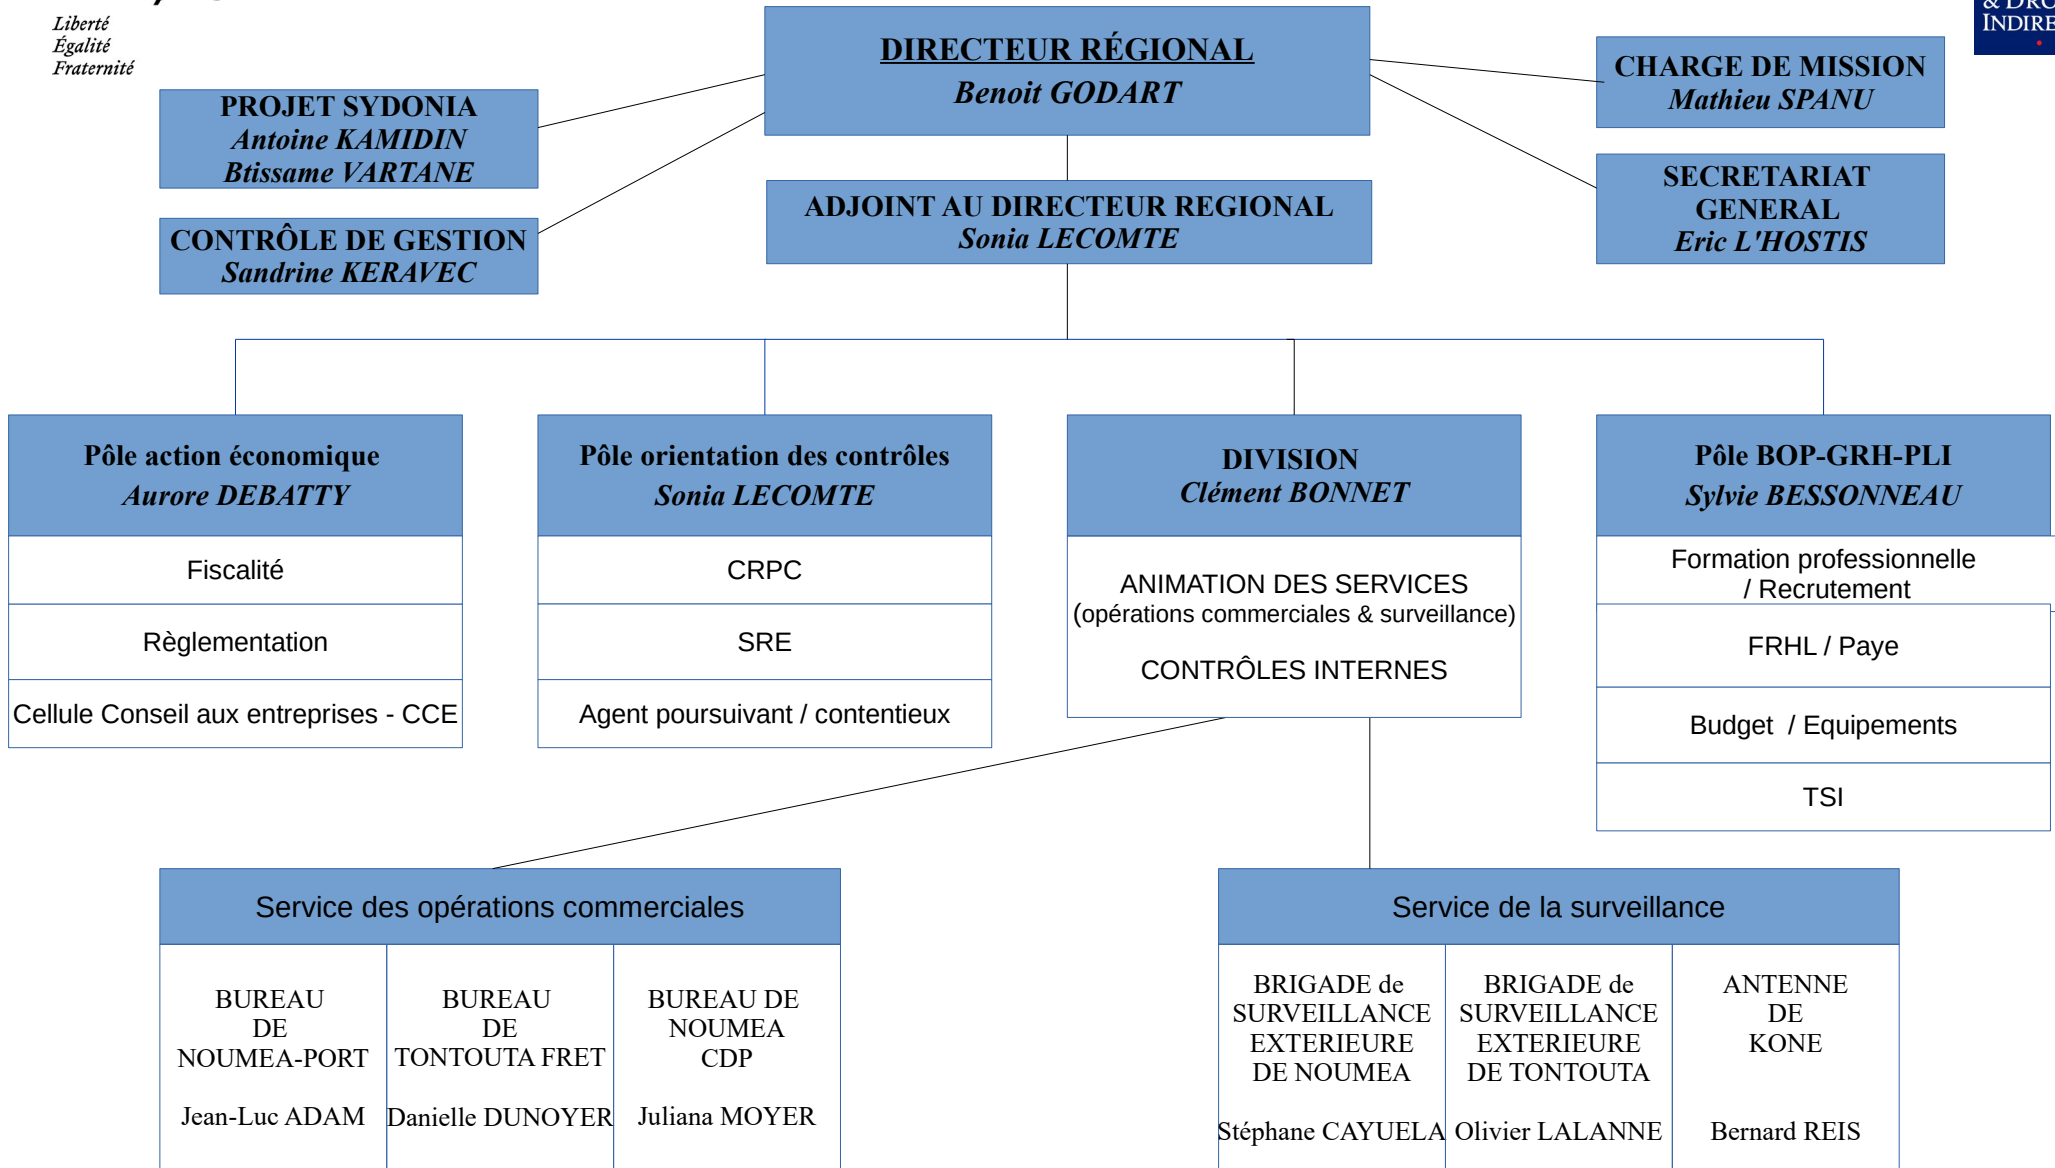 Liberté
Égalité
Fraternité
& DRO
INDIRE
DIRECTEUR RÉGIONAL
Benoit GODART
CHARGE DE MISSION
Mathieu SPANU
PROJET SYDONIA
Antoine KAMIDIN
Btissame VARTANE
SECRETARIAT
GENERAL
Eric L'HOSTIS
ADJOINT AU DIRECTEUR REGIONAL
Sonia LECOMTE
CONTRÔLE DE GESTION
Sandrine KERAVEC
Pôle action économique
Aurore DEBATTY
Fiscalité
Règlementation
Cellule Conseil aux entreprises - CCE
Pôle orientation des contrôles
Sonia LECOMTE
CRPC
SRE
Agent poursuivant / contentieux
DIVISION
Clément BONNET
ANIMATION DES SERVICES
(opérations commerciales & surveillance)
CONTRÔLES INTERNES
Pôle BOP-GRH-PLI
Sylvie BESSONNEAU
Formation professionnelle
/ Recrutement
FRHL / Paye
Budget / Equipements
TSI
Service des opérations commerciales
BUREAU
DE
NOUMEA-PORT
Jean-Luc ADAM
BUREAU
DE
TONTOUTA FRET
Danielle DUNOYER
BUREAU DE
NOUMEA
CDP
Juliana MOYER
Service de la surveillance
BRIGADE de
SURVEILLANCE
EXTERIEURE
DE NOUMEA
Stéphane CAYUELA
BRIGADE de
SURVEILLANCE
EXTERIEURE
DE TONTOUTA
Olivier LALANNE
ANTENNE
DE
KONE
Bernard REIS